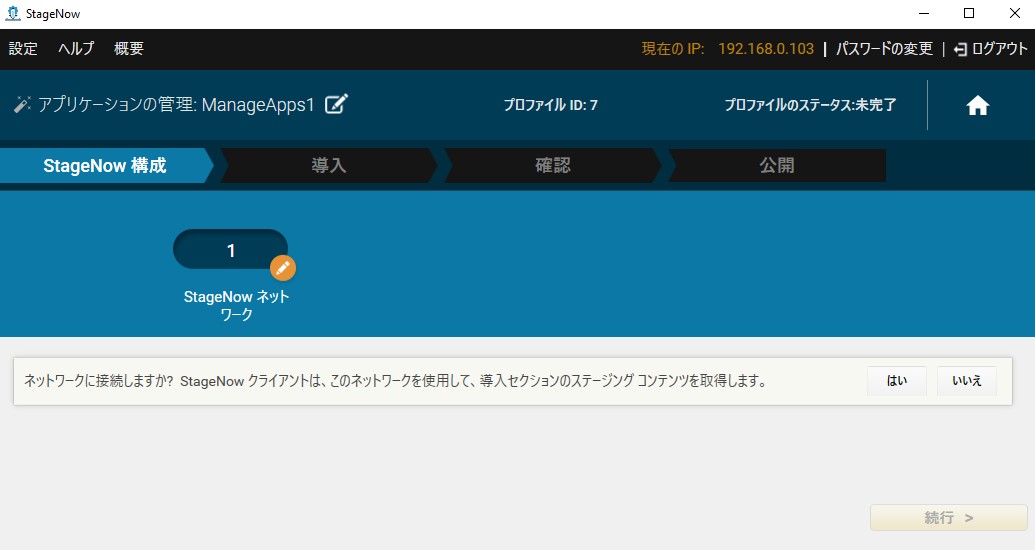 StageNow
設定 ヘルプ 概要 現在の IP: 192.168.0.103 | パスワードの変更 | ログアウト
アプリケーションの管理: ManageApps1 プロファイル ID: 7 プロファイルのステータス:未完了
StageNow 構成 導入 確認 公開
1
StageNow ネット
ワーク
ネットワークに接続しますか? StageNow クライアントは、このネットワークを使用して、導入セクションのステージング コンテンツを取得します。 はい いいえ
続行 >